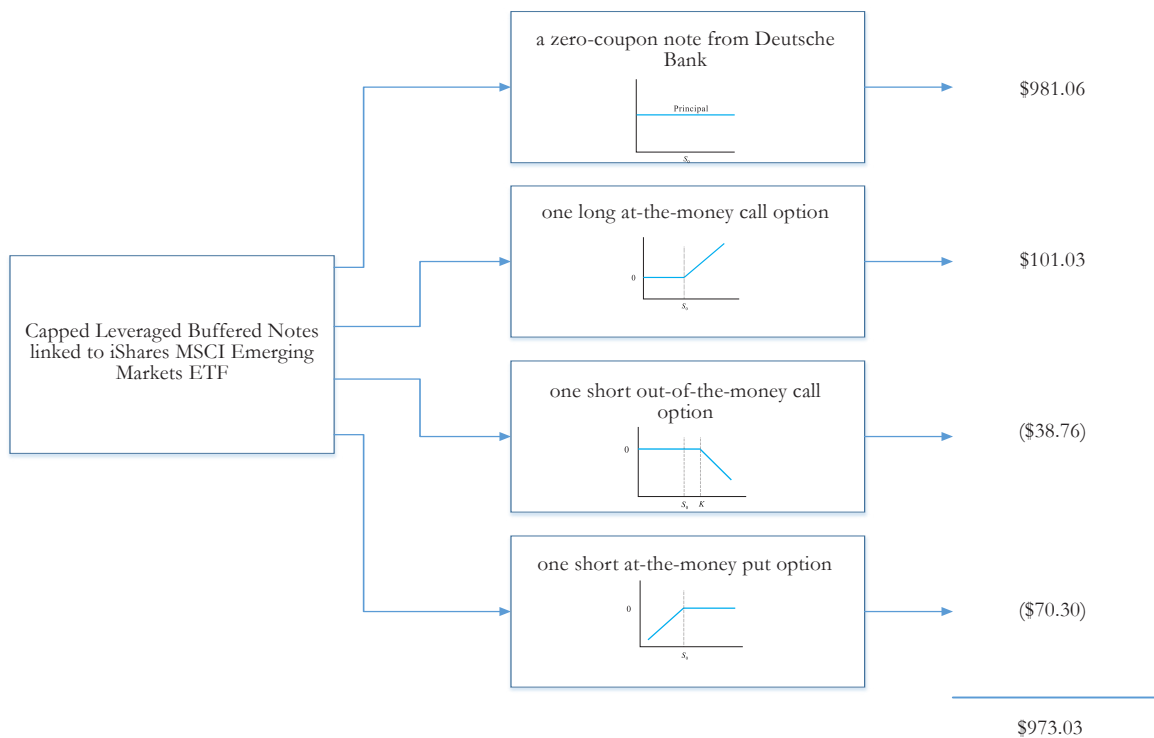 a zero-coupon note from Deutsche
Bank
Principal
S₀
$981.06
one long at-the-money call option
0
S₀
$101.03
Capped Leveraged Buffered Notes
linked to iShares MSCI Emerging
Markets ETF
one short out-of-the-money call
option
0
S₀ K
($38.76)
one short at-the-money put option
0
S₀
($70.30)
$973.03